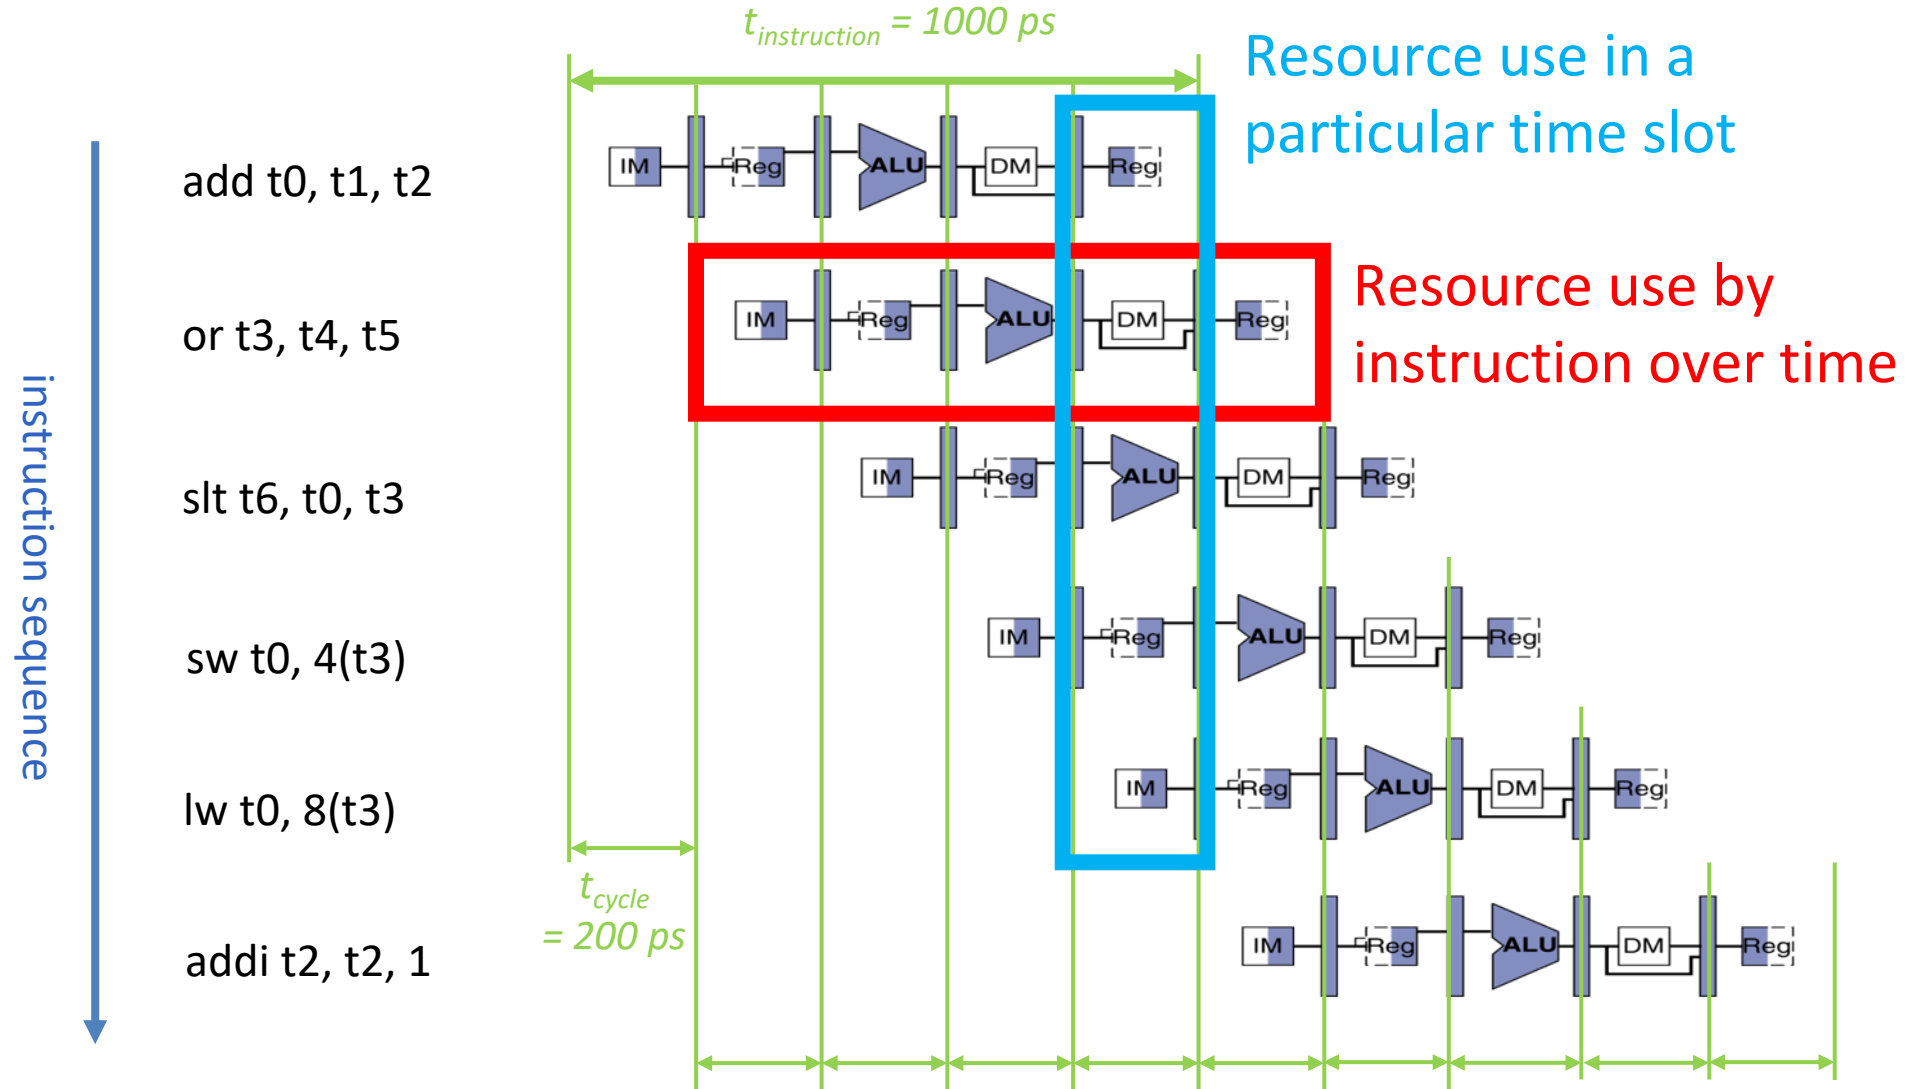 t_instruction = 1000 ps
Resource use in a
particular time slot
add t0, t1, t2
IM Reg ALU DM Reg
Resource use by
instruction over time
or t3, t4, t5
IM Reg ALU DM Reg
instruction sequence
slt t6, t0, t3
IM Reg ALU DM Reg
sw t0, 4(t3)
IM Reg ALU DM Reg
lw t0, 8(t3)
IM Reg ALU DM Reg
t_cycle
= 200 ps
addi t2, t2, 1
IM Reg ALU DM Reg